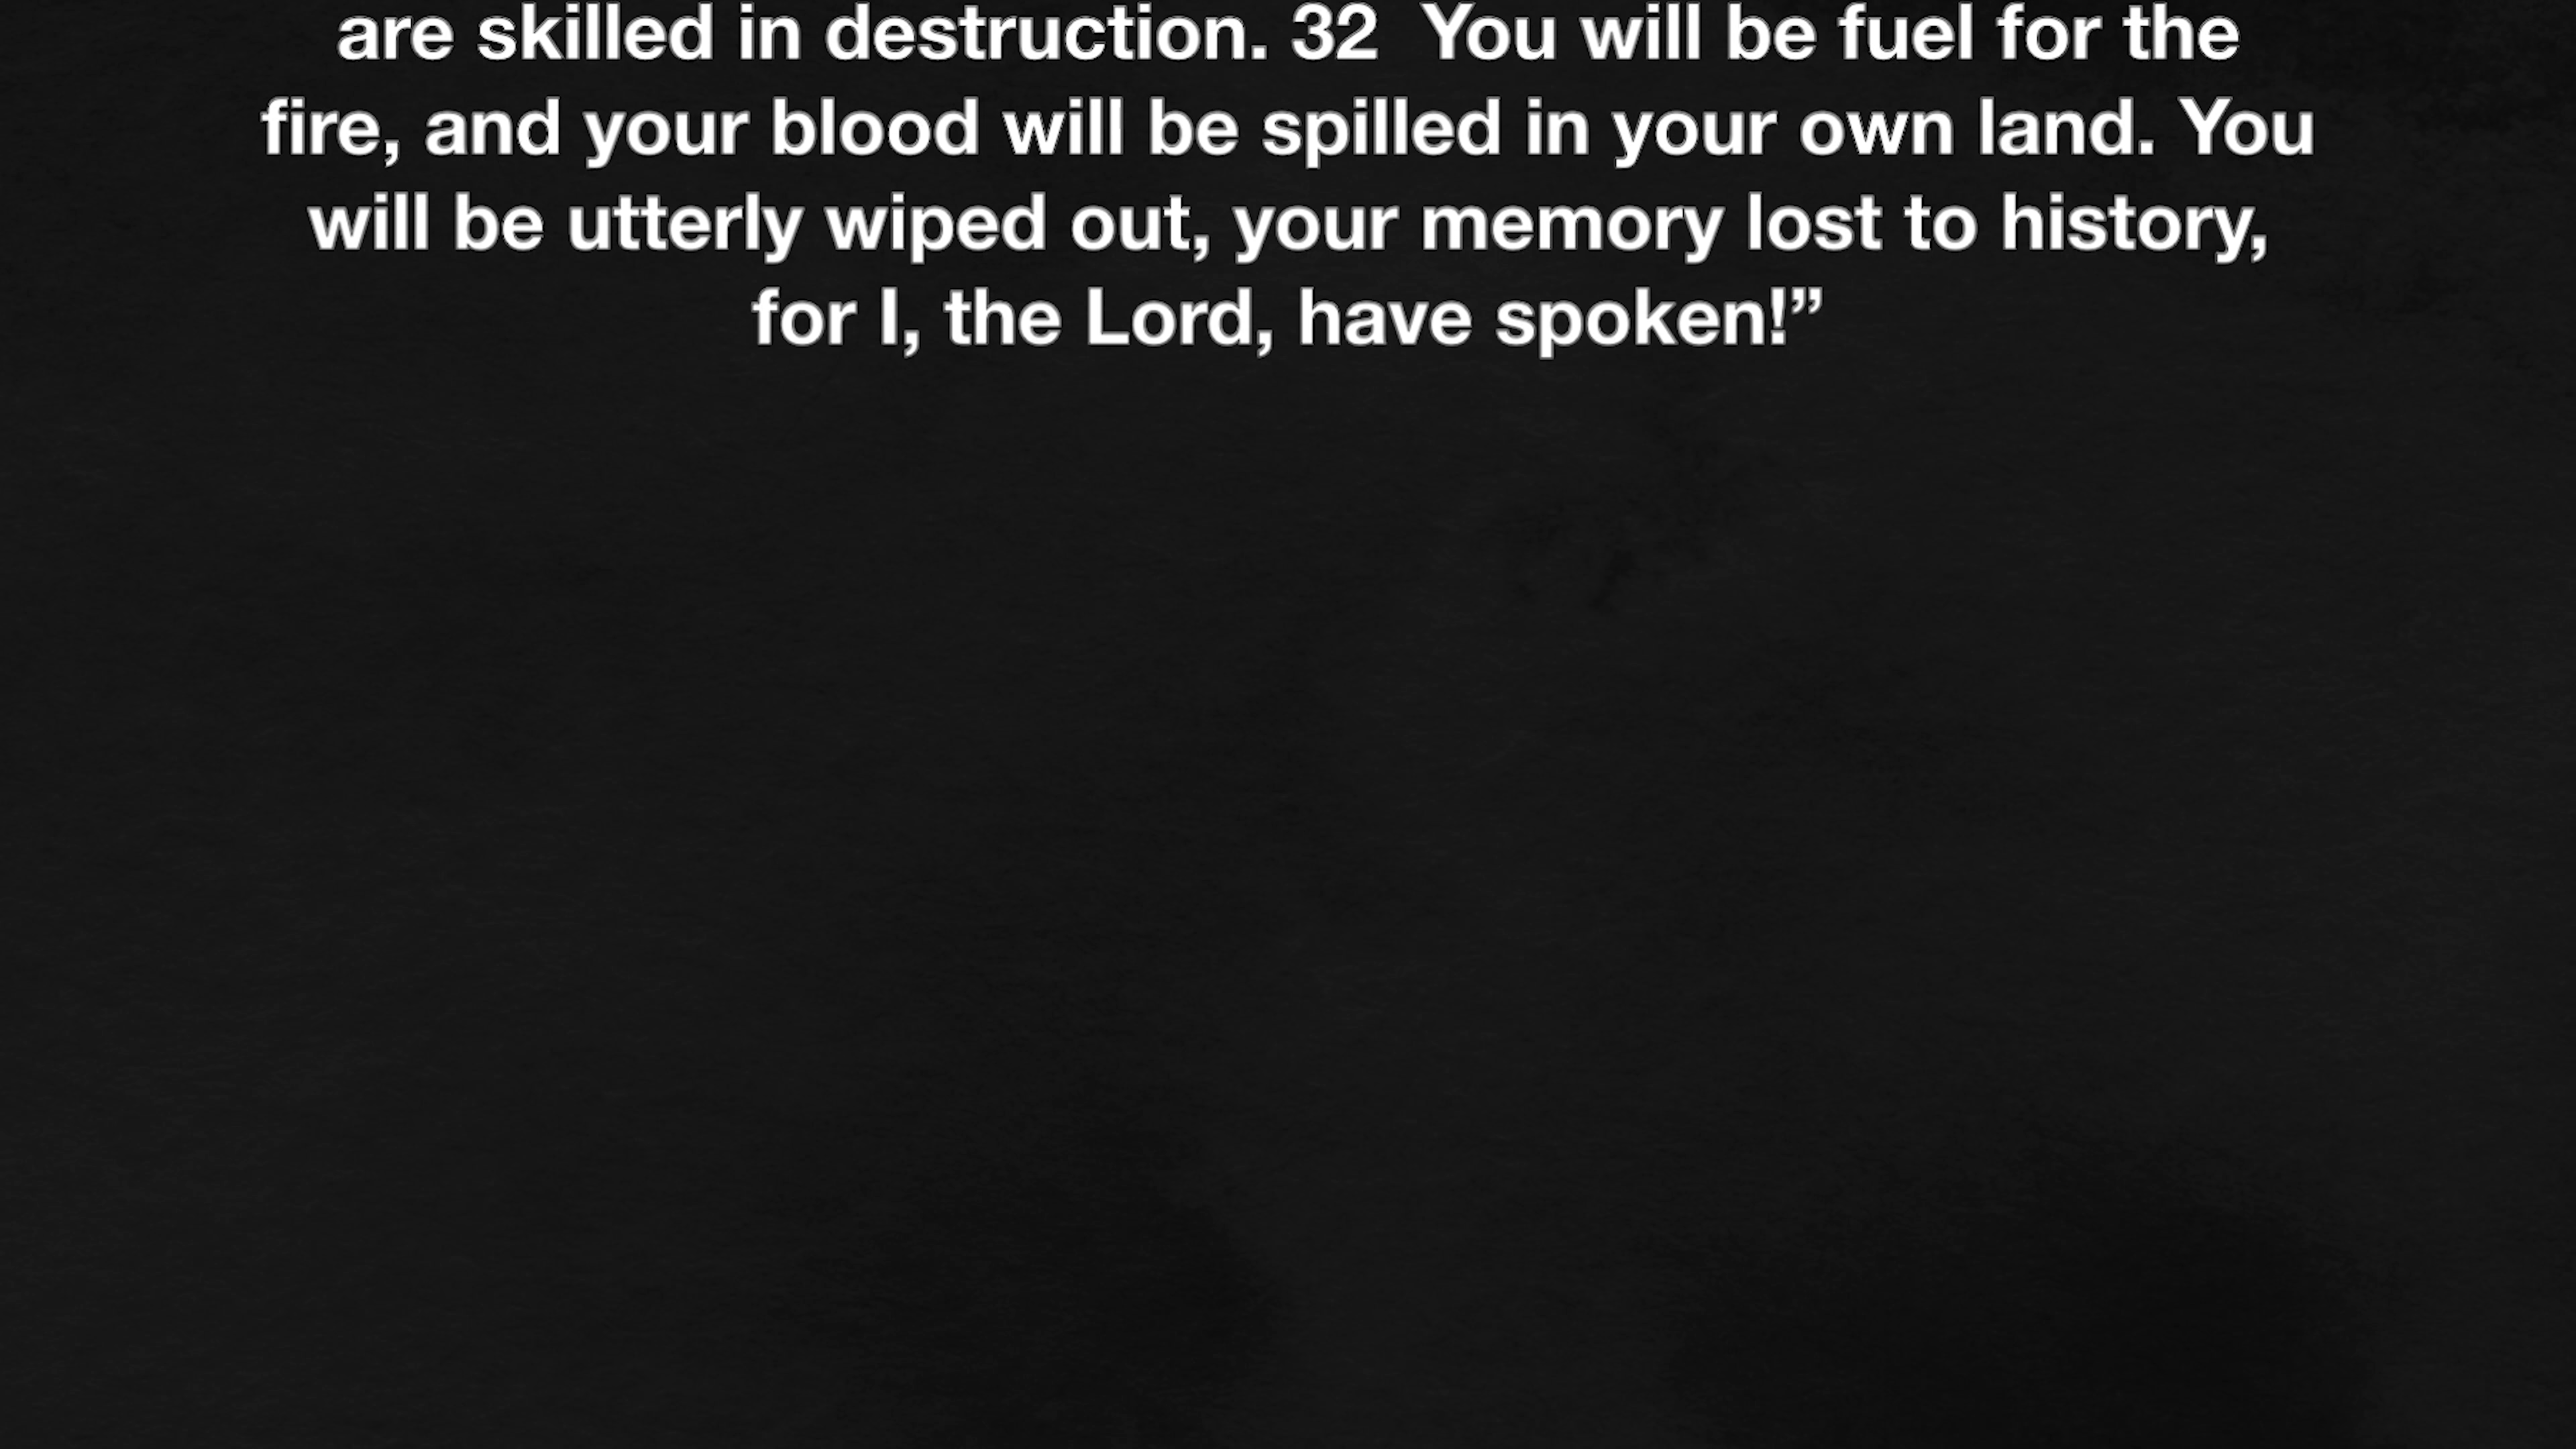 are skilled in destruction. 32  You will be fuel for the
fire, and your blood will be spilled in your own land. You
will be utterly wiped out, your memory lost to history,
for I, the Lord, have spoken!”